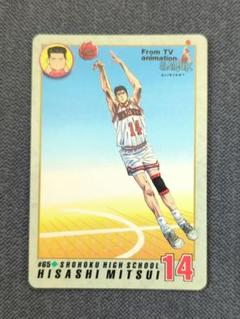 From TV
animation
14
#65 SHOHOKU HIGH SCHOOL
HISASHI MITSUI 14